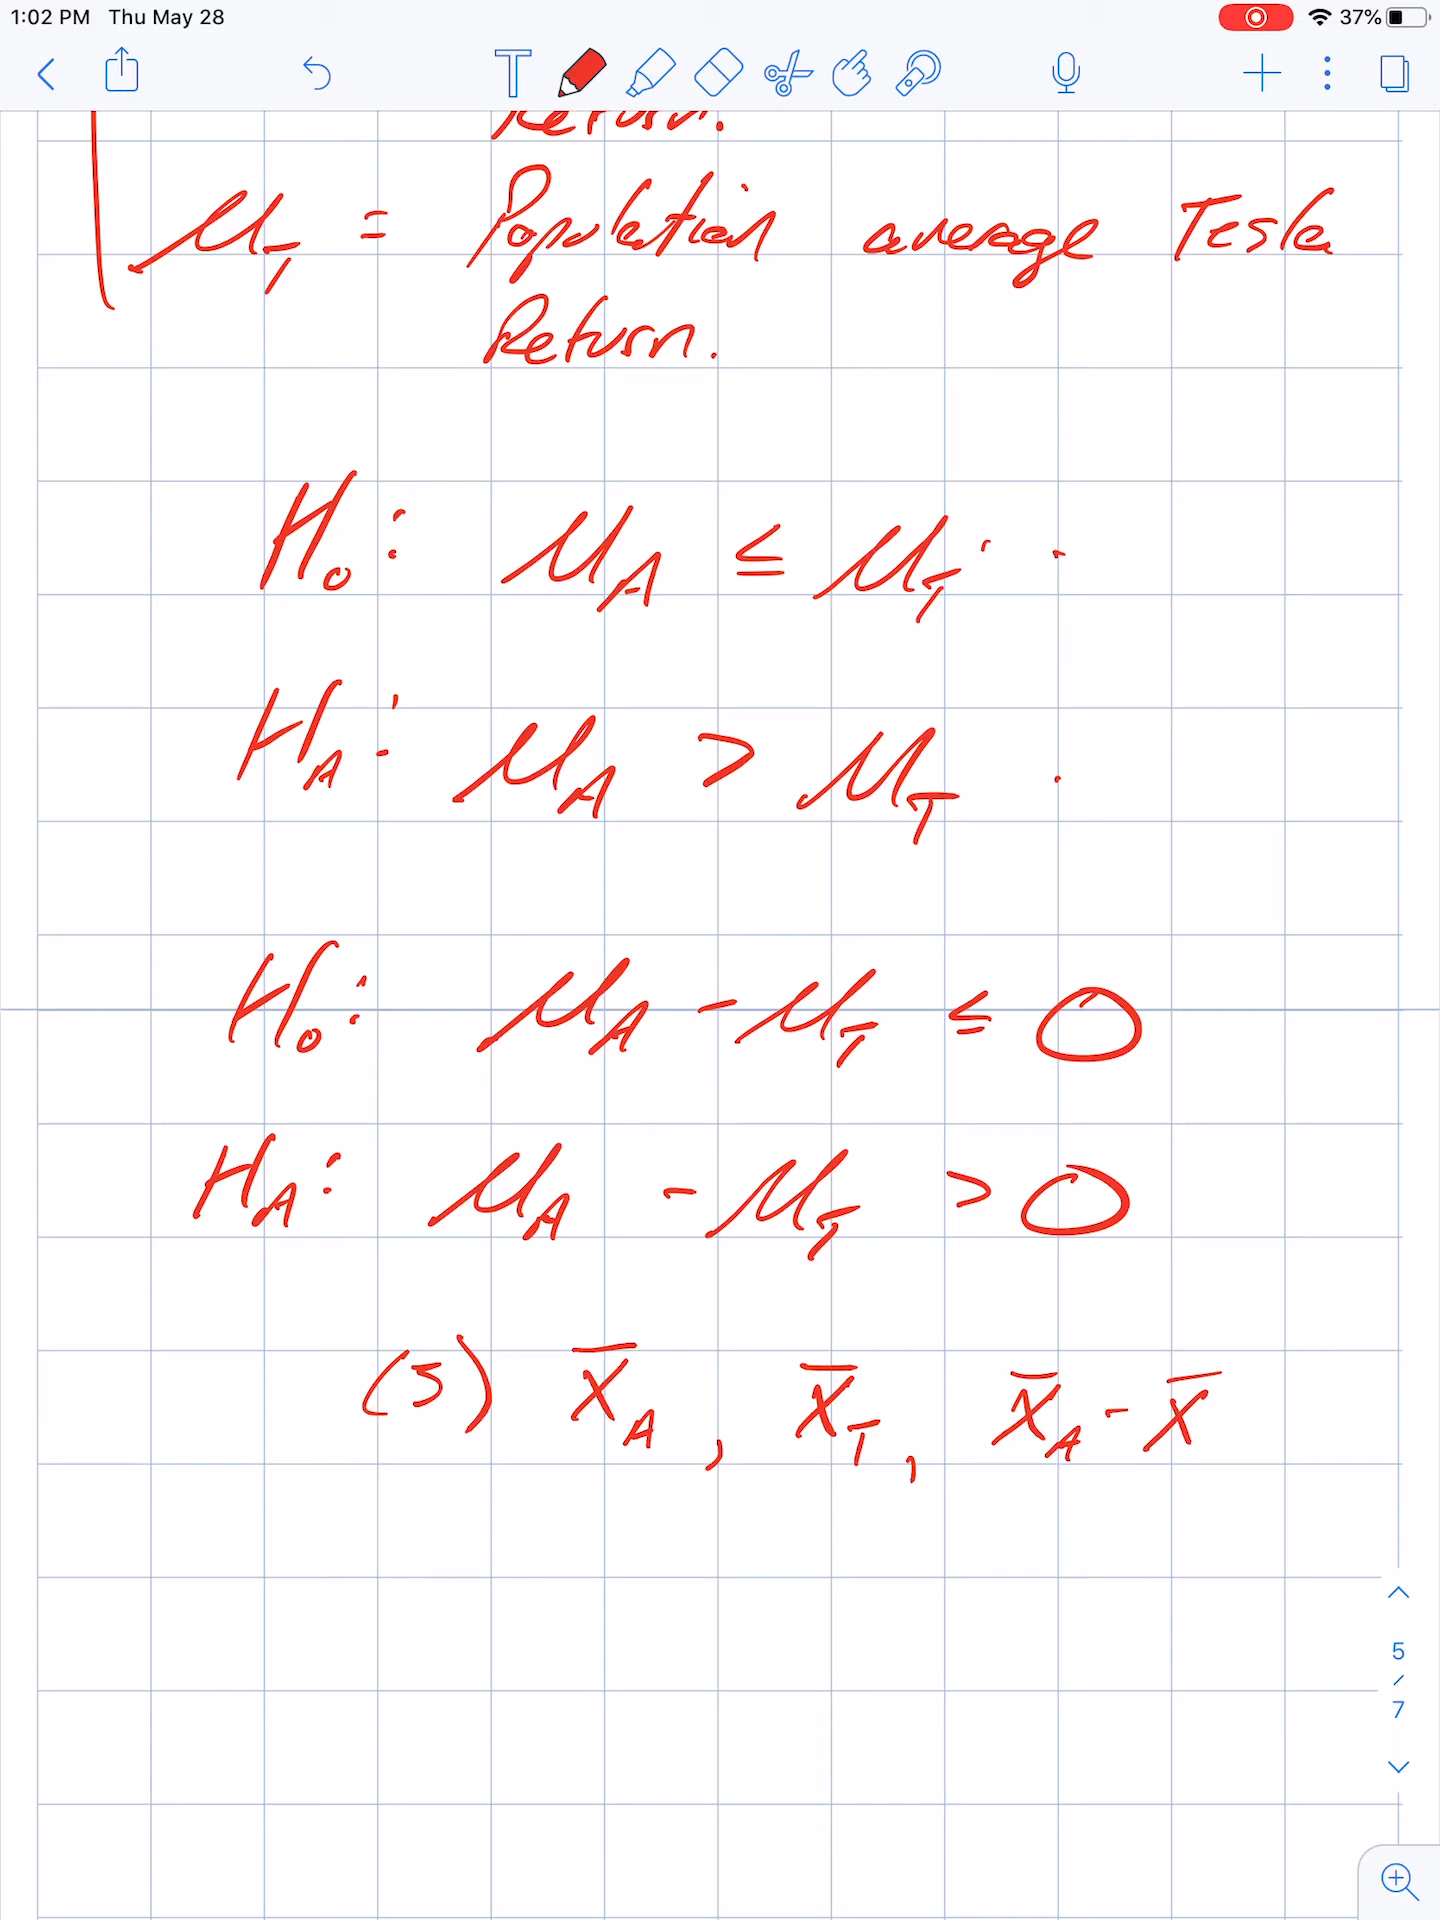 1:02 PM Thu May 28 37%
Return.
μ_T = Population average Tesla
Return.
H₀: μ_A ≤ μ_T
H_A: μ_A > μ_T
H₀: μ_A - μ_T ≤ 0
H_A: μ_A - μ_T > 0
(3) X̄_A, X̄_T, X̄_A - X̄
5
/
7